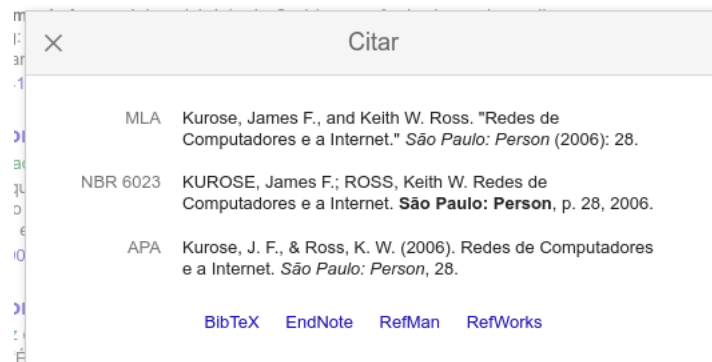 Citar
MLA Kurose, James F., and Keith W. Ross. "Redes de
Computadores e a Internet." São Paulo: Person (2006): 28.
NBR 6023 KUROSE, James F.; ROSS, Keith W. Redes de
Computadores e a Internet. São Paulo: Person, p. 28, 2006.
APA Kurose, J. F., & Ross, K. W. (2006). Redes de Computadores
e a Internet. São Paulo: Person, 28.
BibTeX EndNote RefMan RefWorks